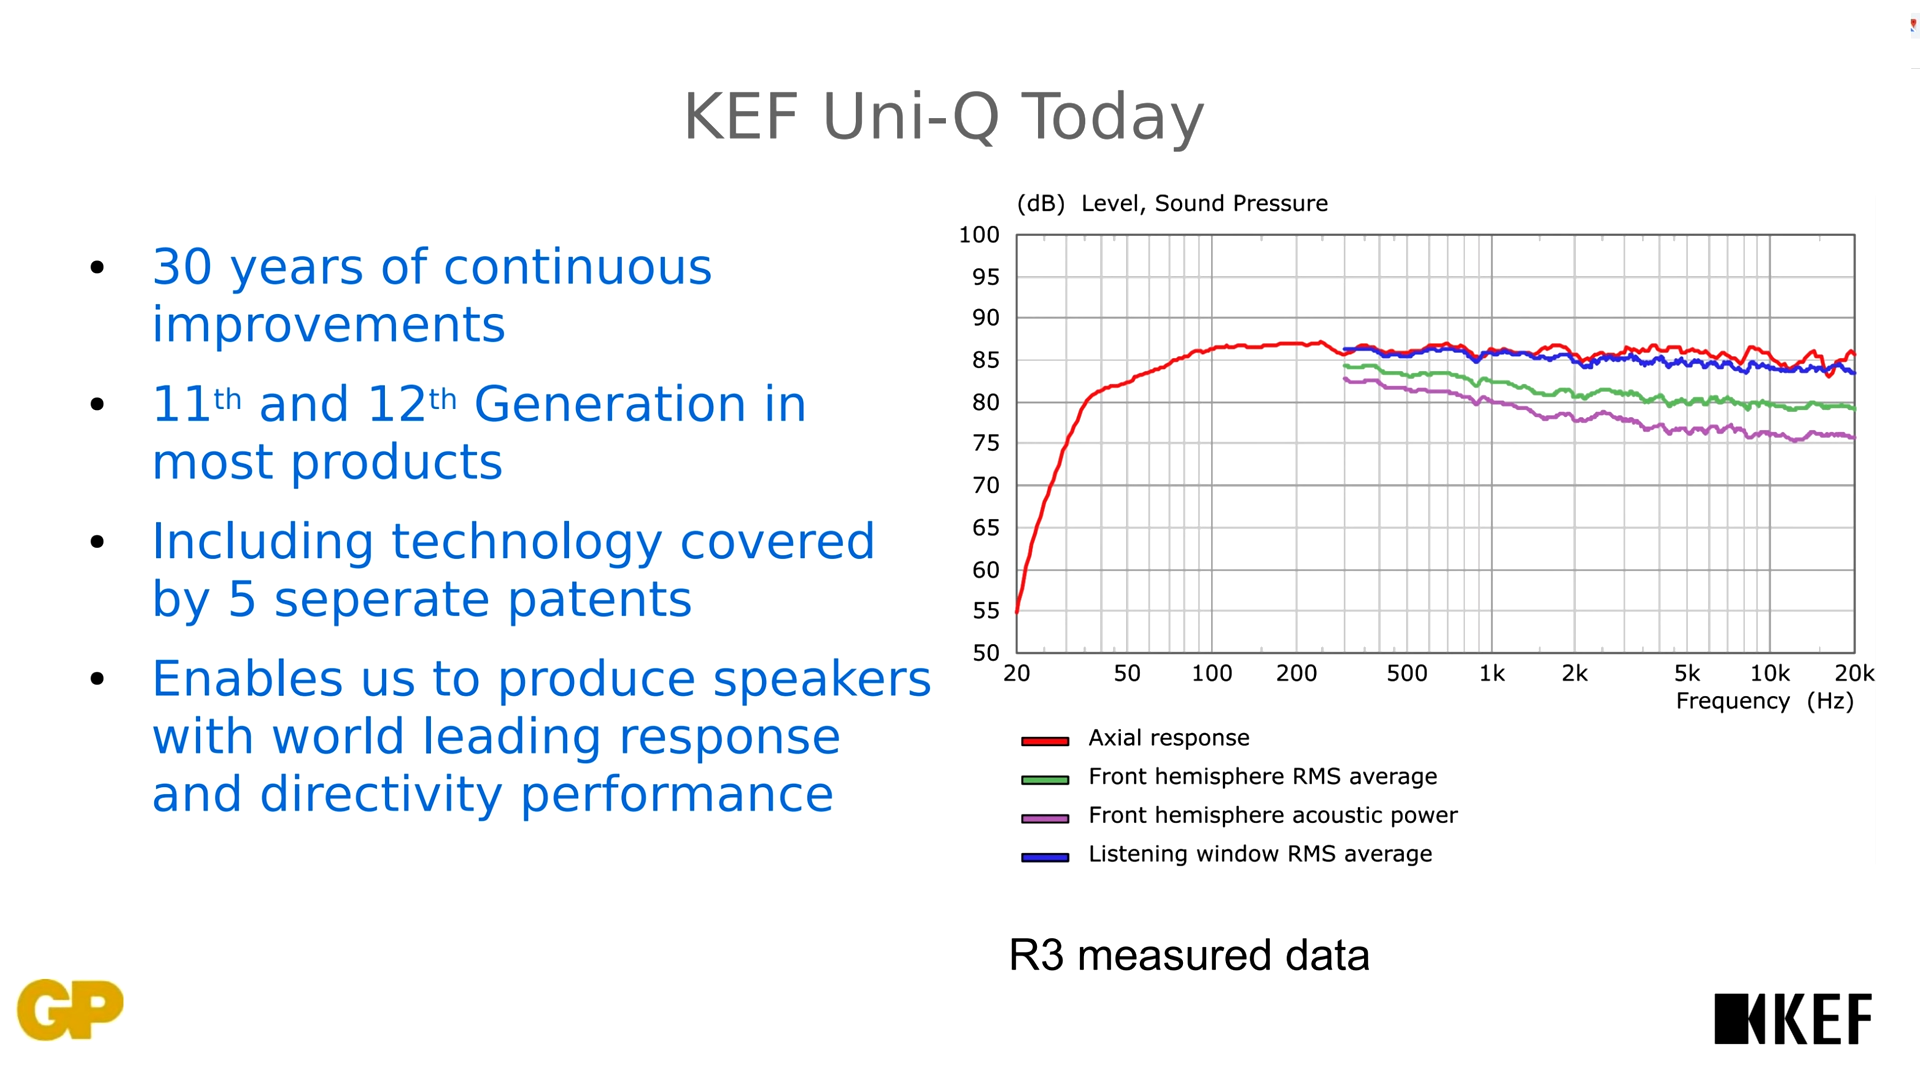 KEF Uni-Q Today
• 30 years of continuous
improvements
• 11th and 12th Generation in
most products
• Including technology covered
by 5 seperate patents
• Enables us to produce speakers
with world leading response
and directivity performance
(dB) Level, Sound Pressure
100
95
90
85
80
75
70
65
60
55
50
20 50 100 200 500 1k 2k 5k 10k 20k
Frequency (Hz)
Axial response
Front hemisphere RMS average
Front hemisphere acoustic power
Listening window RMS average
R3 measured data
GP
KEF